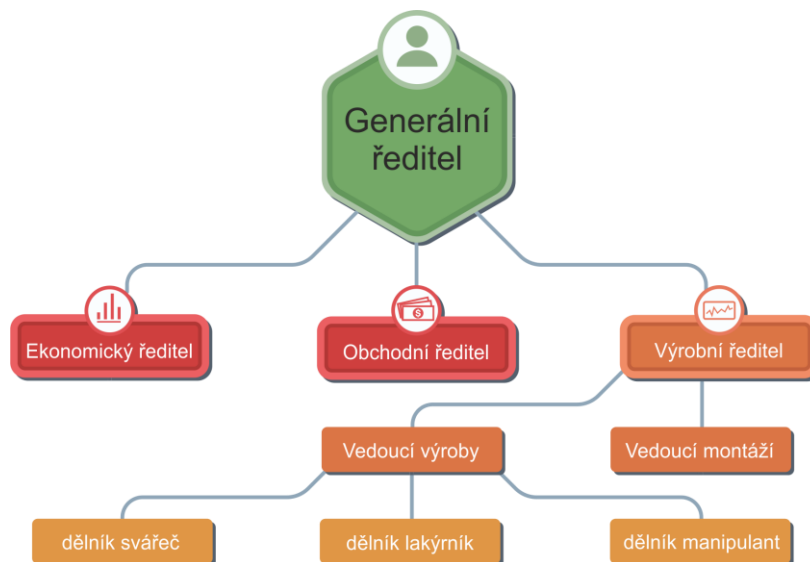 Generální
ředitel
Ekonomický ředitel
Obchodní ředitel
Výrobní ředitel
Vedoucí výroby
Vedoucí montáží
dělník svářeč
dělník lakýrník
dělník manipulant